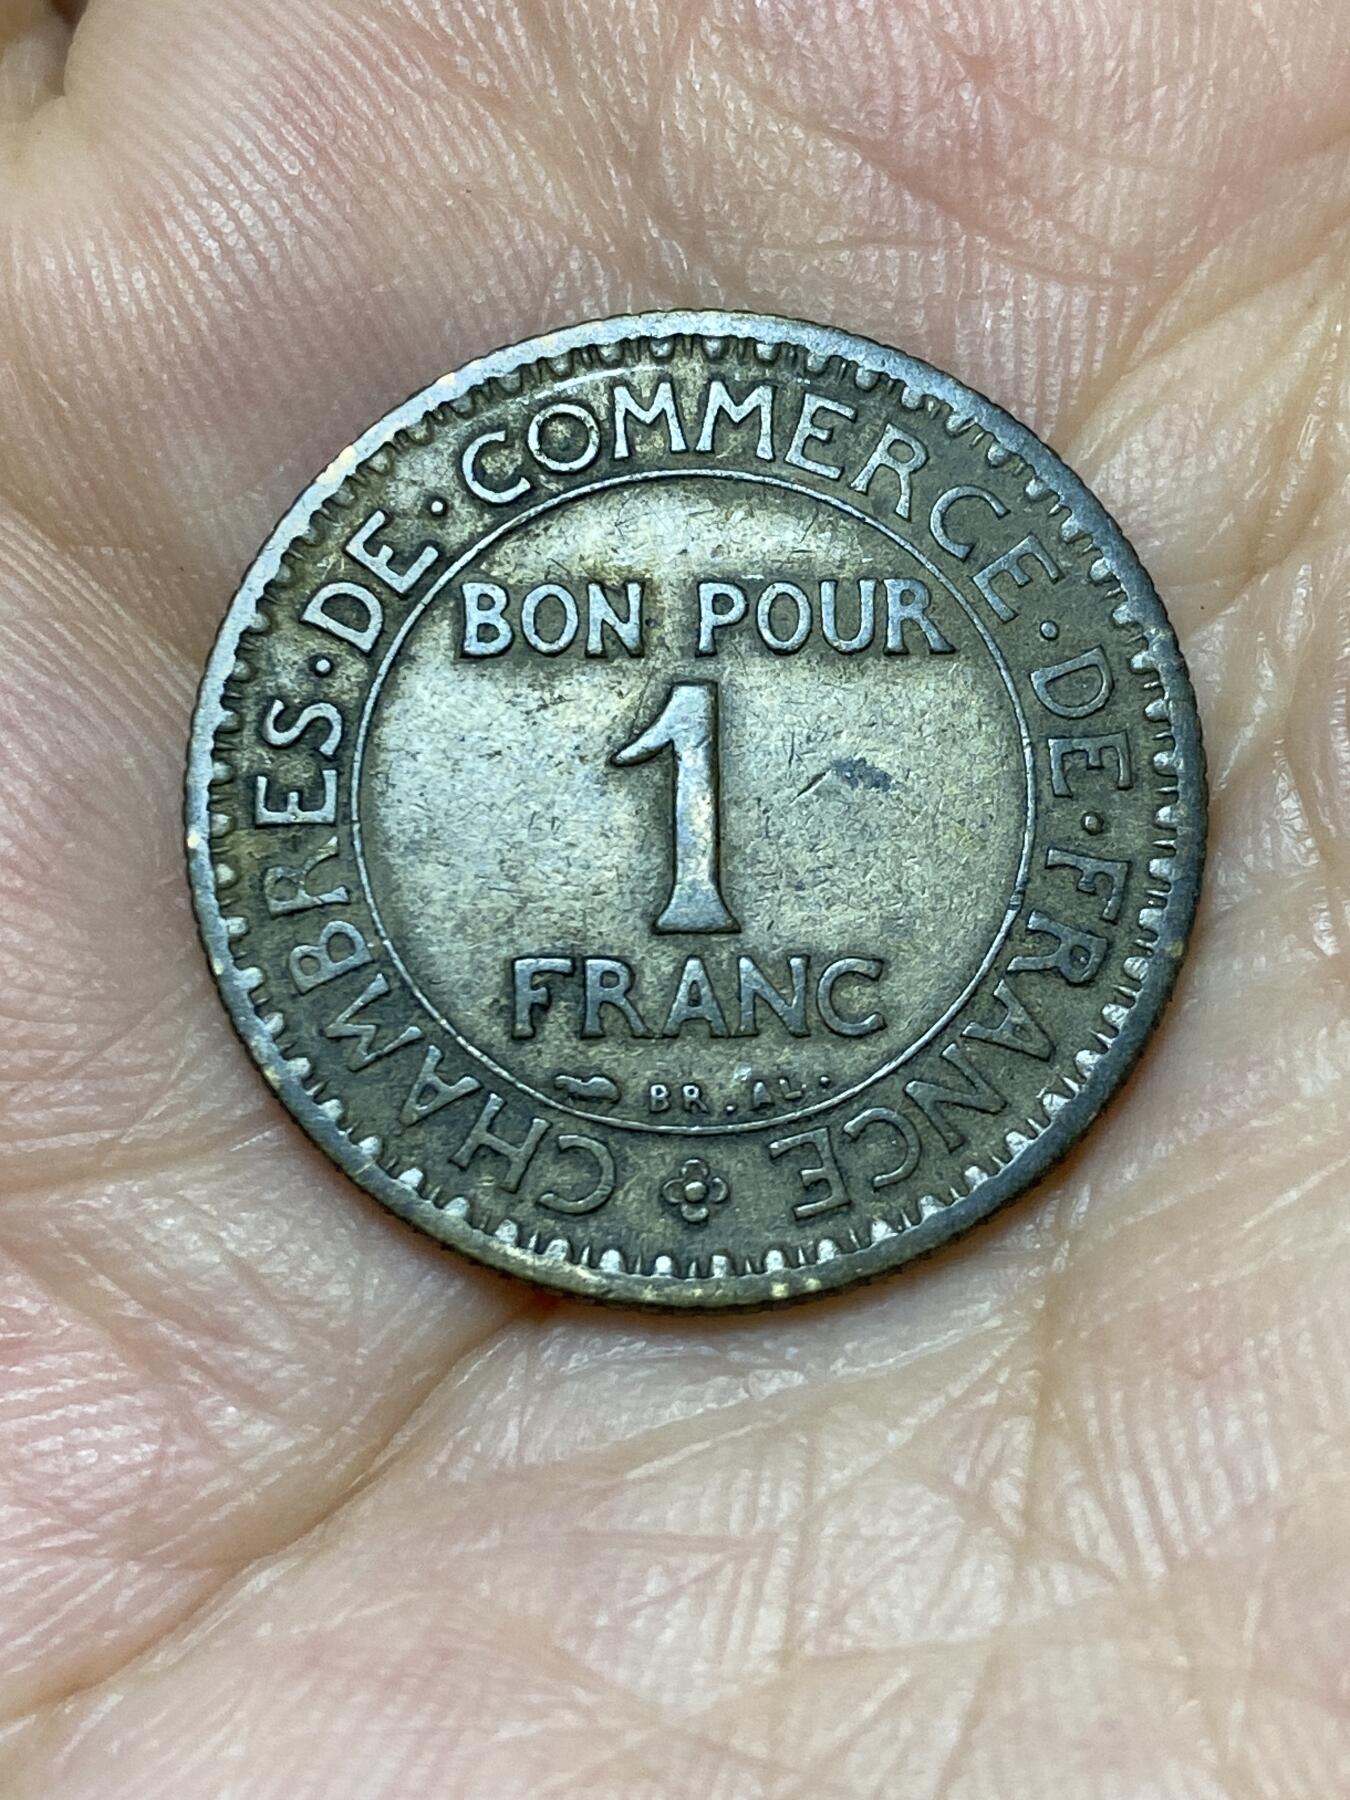 CHAMBRES · DE · COMMERCE · DE · FRANCE
BON POUR
1
FRANC
BR. AL.